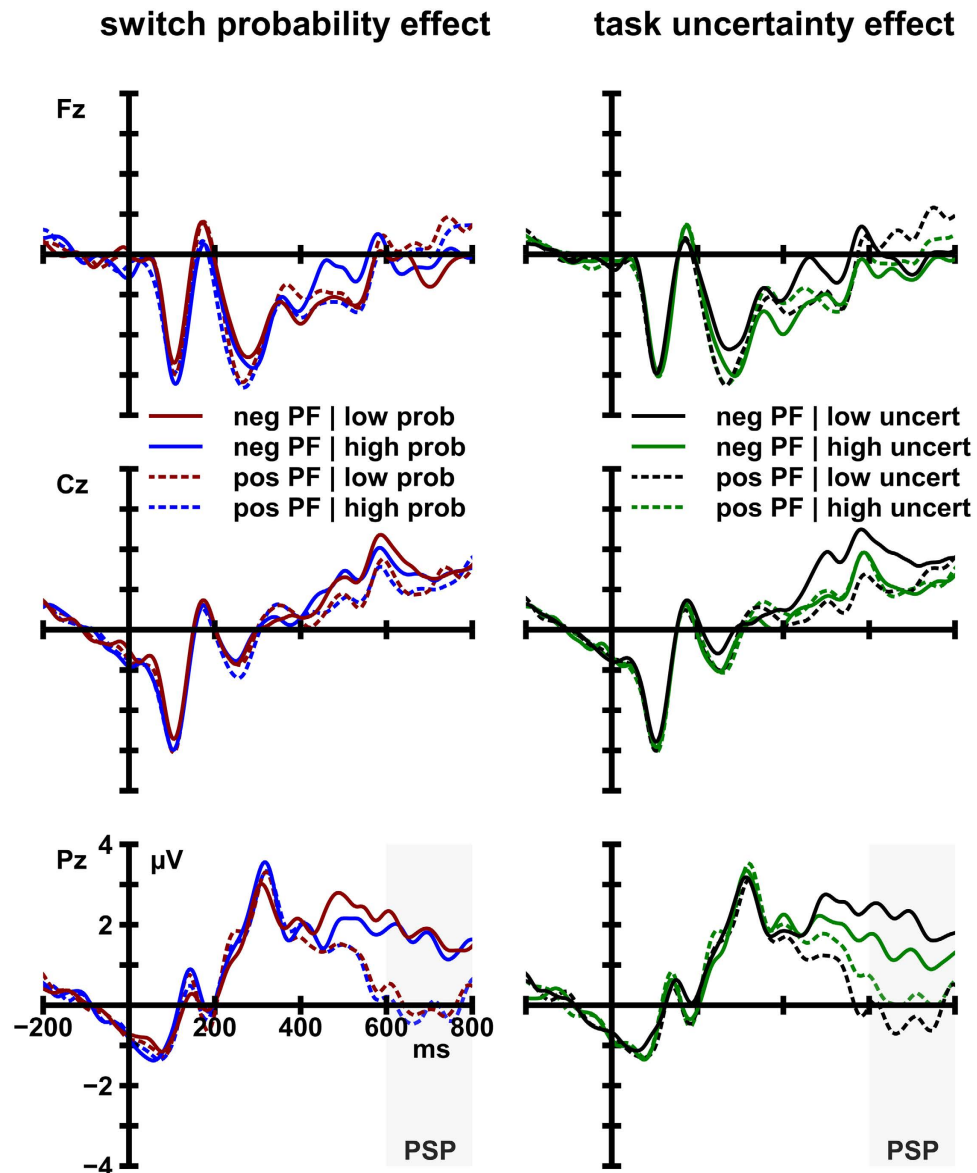 switch probability effect
task uncertainty effect
Fz
neg PF | low prob
neg PF | high prob
pos PF | low prob
pos PF | high prob
neg PF | low uncert
neg PF | high uncert
pos PF | low uncert
pos PF | high uncert
Cz
Pz
4
µV
2
−200
200
400
600
800
ms
−2
−4
PSP
PSP